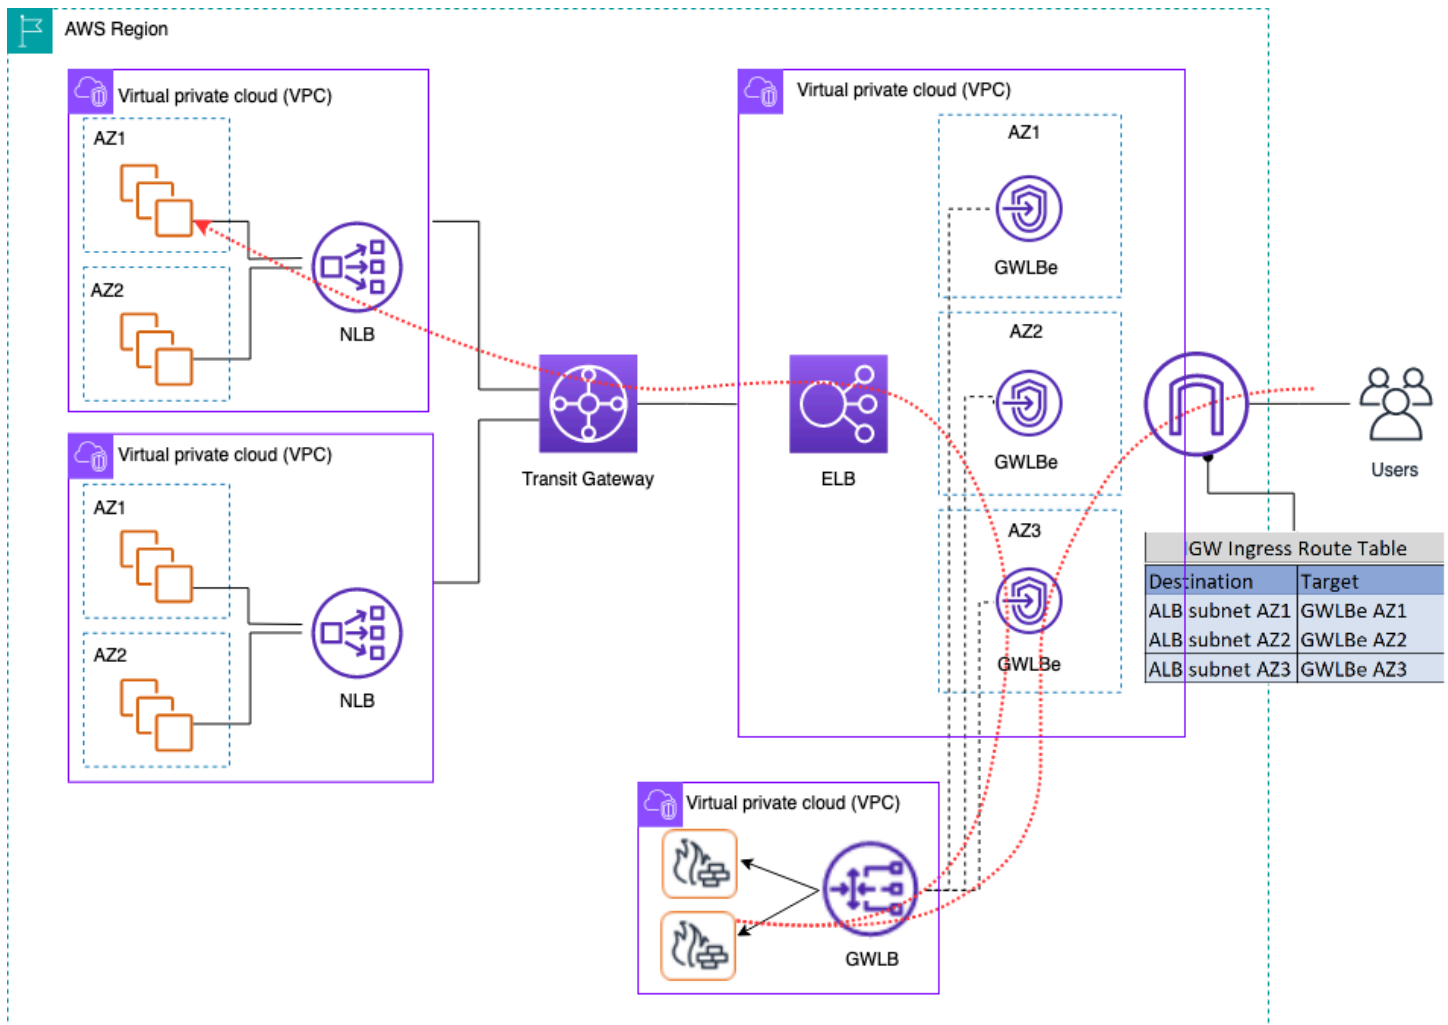 AWS Region
Virtual private cloud (VPC)
AZ1
AZ2
NLB
Virtual private cloud (VPC)
AZ1
AZ2
NLB
Transit Gateway
Virtual private cloud (VPC)
ELB
AZ1
GWLBe
AZ2
GWLBe
AZ3
GWLBe
Users
IGW Ingress Route Table
Destination Target
ALB subnet AZ1 GWLBe AZ1
ALB subnet AZ2 GWLBe AZ2
ALB subnet AZ3 GWLBe AZ3
Virtual private cloud (VPC)
GWLB